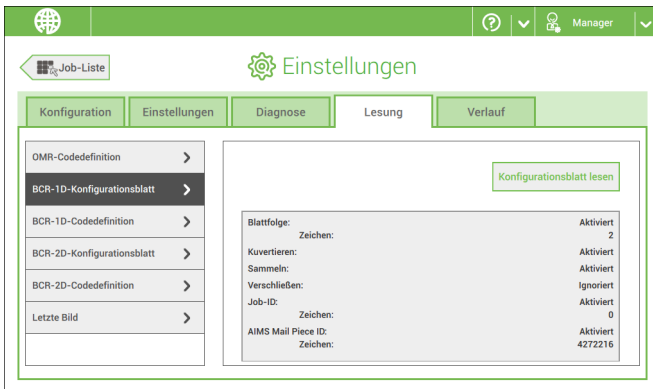 Manager
Job-Liste
Einstellungen
Konfiguration
Einstellungen
Diagnose
Lesung
Verlauf
OMR-Codedefinition
BCR-1D-Konfigurationsblatt
BCR-1D-Codedefinition
BCR-2D-Konfigurationsblatt
BCR-2D-Codedefinition
Letzte Bild
Konfigurationsblatt lesen
Blattfolge: Aktiviert
Zeichen: 2
Kuvertieren: Aktiviert
Sammeln: Aktiviert
Verschließen: Ignoriert
Job-ID: Aktiviert
Zeichen: 0
AIMS Mail Piece ID: Aktiviert
Zeichen: 4272216